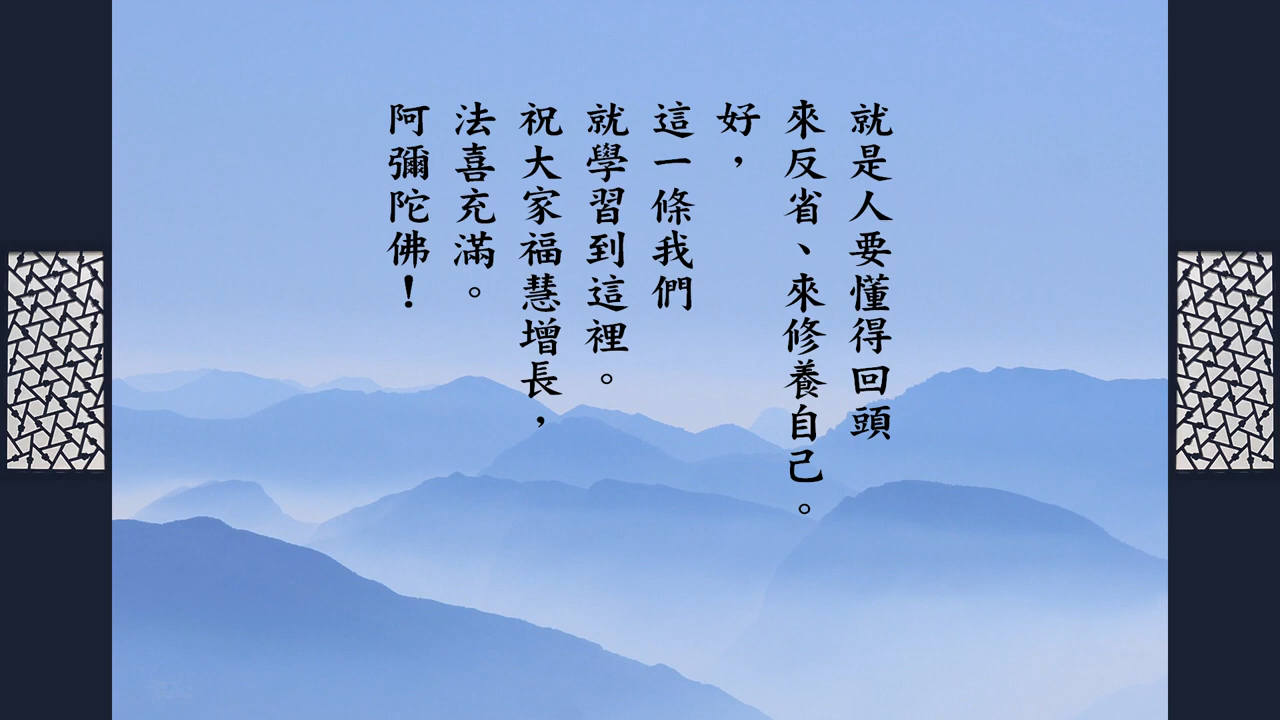 就是人要懂得回頭
來反省、來修養自己。
好，
這一條我們
就學習到這裡。
祝大家福慧增長，
法喜充滿。
阿彌陀佛！